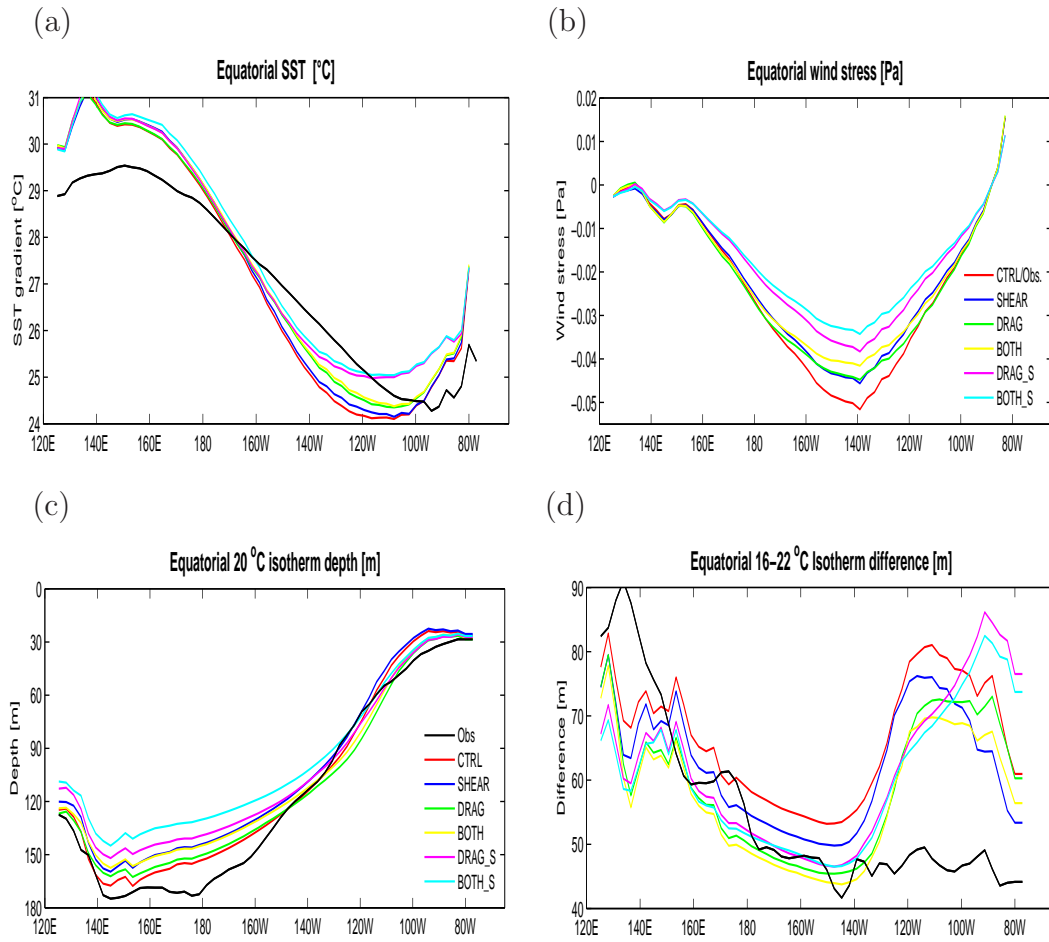 (a)
Equatorial SST [°C]
SST gradient [°C]
31
30
29
28
27
26
25
24
120E 140E 160E 180 160W 140W 120W 100W 80W
(b)
Equatorial wind stress [Pa]
Wind stress [Pa]
0.02
0.01
0
−0.01
−0.02
−0.03
−0.04
−0.05
120E 140E 160E 180 160W 140W 120W 100W 80W
CTRL/Obs.
SHEAR
DRAG
BOTH
DRAG_S
BOTH_S
(c)
Equatorial 20 °C isotherm depth [m]
Depth [m]
0
30
60
90
120
150
180
120E 140E 160E 180 160W 140W 120W 100W 80W
Obs
CTRL
SHEAR
DRAG
BOTH
DRAG_S
BOTH_S
(d)
Equatorial 16−22 °C Isotherm difference [m]
Difference [m]
90
80
70
60
50
40
120E 140E 160E 180 160W 140W 120W 100W 80W